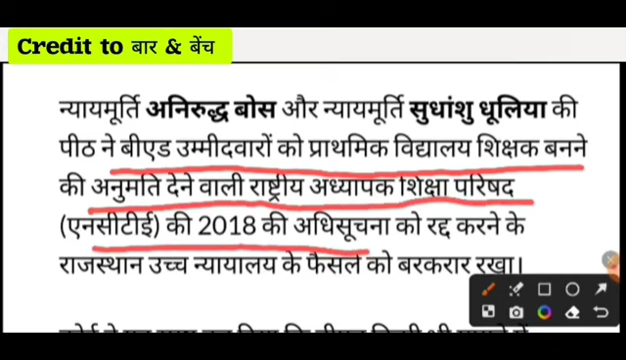 Credit to बार & बेंच
न्यायमूर्ति अनिरुद्ध बोस और न्यायमूर्ति सुधांशु धूलिया की
पीठ ने बीएड उम्मीदवारों को प्राथमिक विद्यालय शिक्षक बनने
की अनुमति देने वाली राष्ट्रीय अध्यापक शिक्षा परिषद
(एनसीटीई) की 2018 की अधिसूचना को रद्द करने के
राजस्थान उच्च न्यायालय के फैसले को बरकरार रखा।